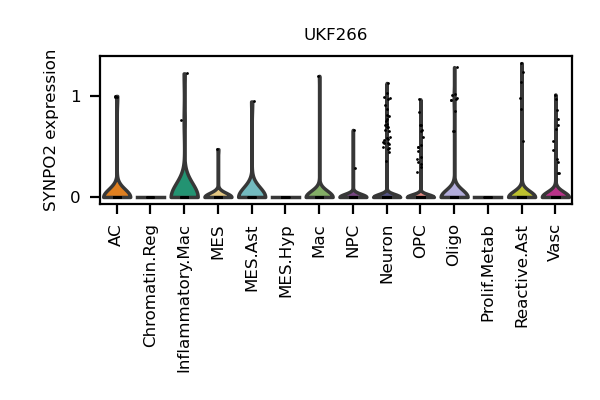 UKF266
SYNPO2 expression
1
0
AC
Chromatin.Reg
Inflammatory.Mac
MES
MES.Ast
MES.Hyp
Mac
NPC
Neuron
OPC
Oligo
Prolif.Metab
Reactive.Ast
Vasc